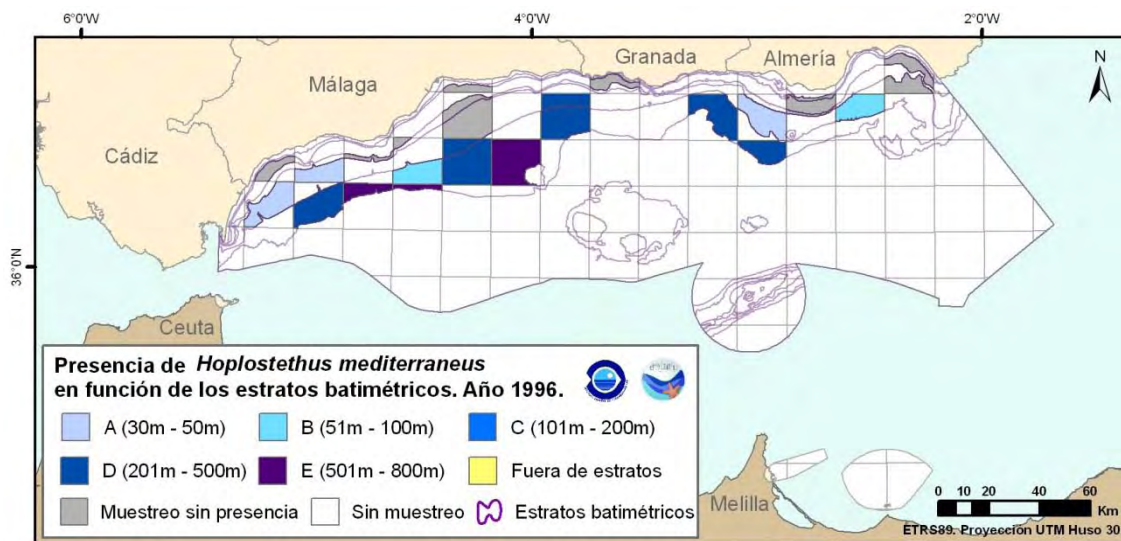 6°0'W 4°0'W 2°0'W
N
Granada Almería
Málaga
Cádiz
36°0'N
Ceuta
Presencia de Hoplostethus mediterraneus
en función de los estratos batimétricos. Año 1996.
A (30m - 50m) B (51m - 100m) C (101m - 200m)
D (201m - 500m) E (501m - 800m) Fuera de estratos
Muestreo sin presencia Sin muestreo Estratos batimétricos
Melilla
0 10 20 40 60
Km
ETRS89. Proyección UTM Huso 30